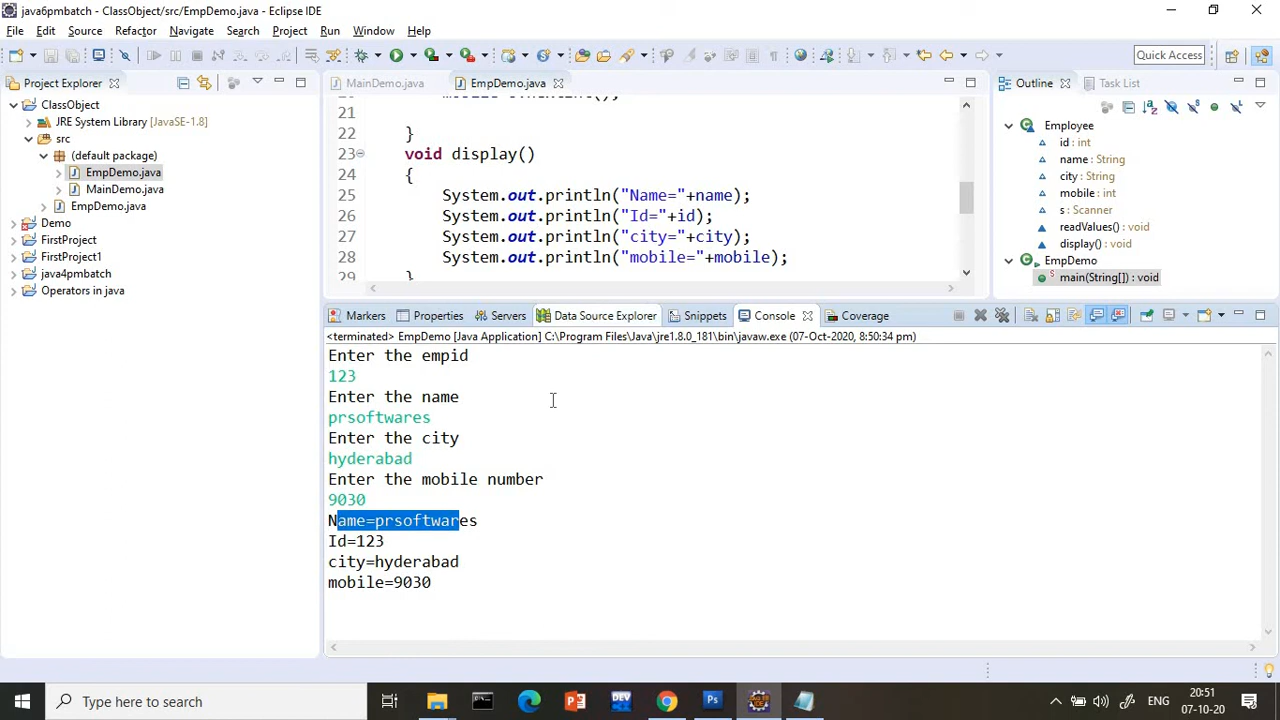 java6pmbatch - ClassObject/src/EmpDemo.java - Eclipse IDE
File Edit Source Refactor Navigate Search Project Run Window Help
Quick Access
Project Explorer
ClassObject
JRE System Library [JavaSE-1.8]
src
(default package)
EmpDemo.java
MainDemo.java
EmpDemo.java
Demo
FirstProject
FirstProject1
java4pmbatch
Operators in java
MainDemo.java EmpDemo.java
21
22 }
23 void display()
24 {
25 System.out.println("Name="+name);
26 System.out.println("Id="+id);
27 System.out.println("city="+city);
28 System.out.println("mobile="+mobile);
29 }
Outline Task List
Employee
id : int
name : String
city : String
mobile : int
s : Scanner
readValues() : void
display() : void
EmpDemo
main(String[]) : void
Markers Properties Servers Data Source Explorer Snippets Console Coverage
<terminated> EmpDemo [Java Application] C:\Program Files\Java\jre1.8.0_181\bin\javaw.exe (07-Oct-2020, 8:50:34 pm)
Enter the empid
123
Enter the name
prsoftwares
Enter the city
hyderabad
Enter the mobile number
9030
Name=prsoftwares
Id=123
city=hyderabad
mobile=9030
Type here to search
ENG
20:51
07-10-20